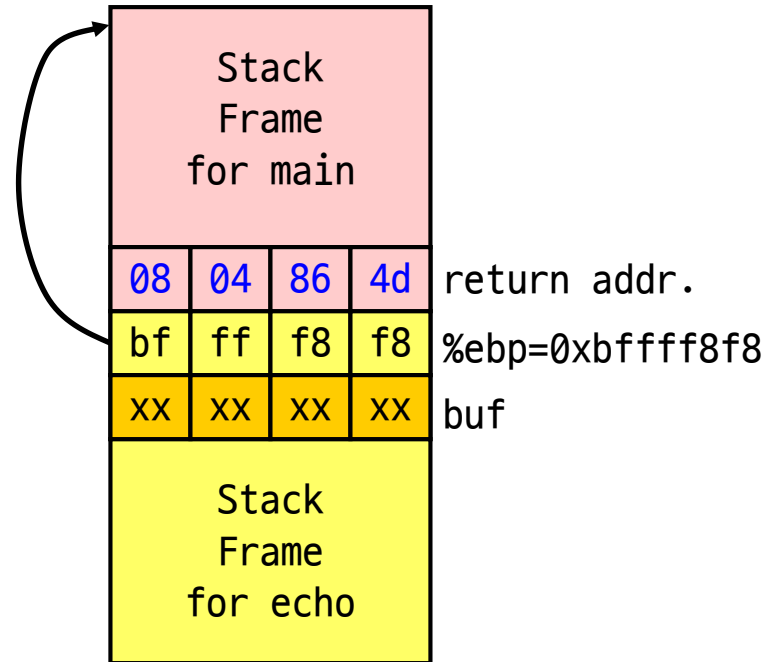 Stack
Frame
for main
08 04 86 4d return addr.
bf ff f8 f8 %ebp=0xbffff8f8
xx xx xx xx buf
Stack
Frame
for echo